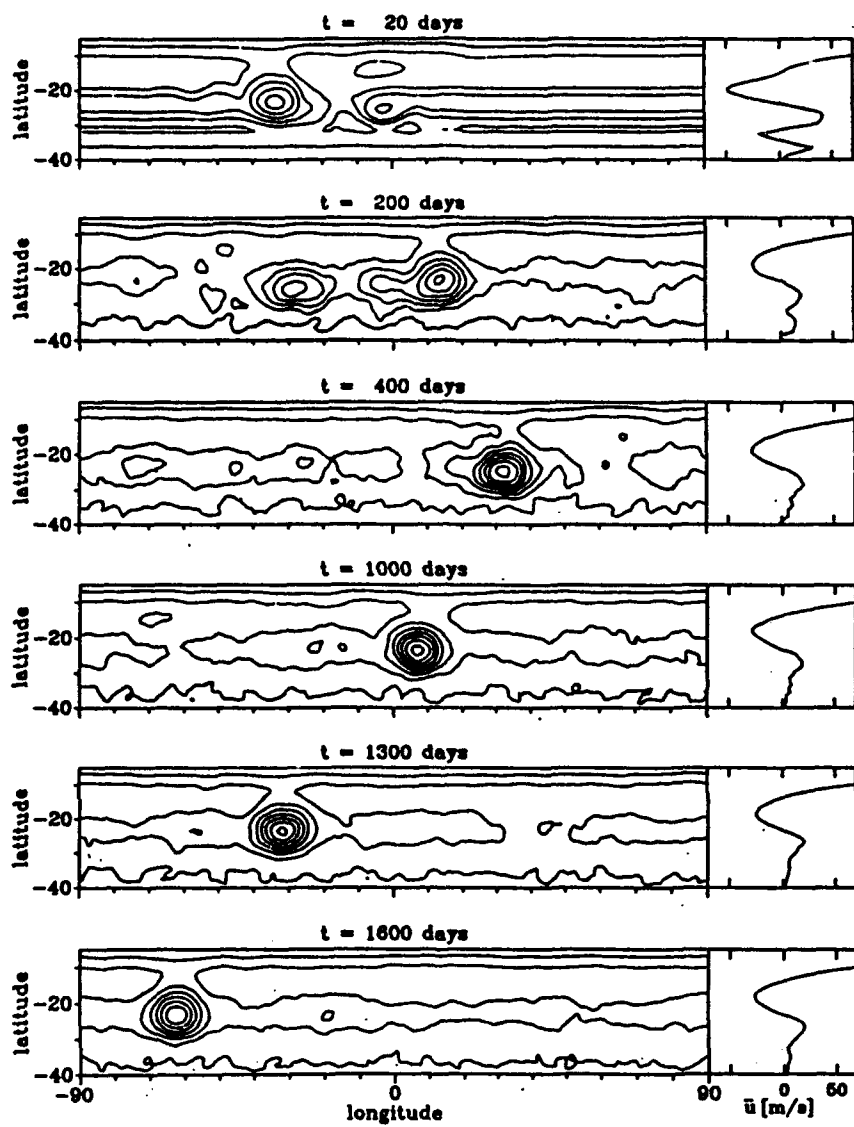 t = 20 days
latitude
-20
-40
t = 200 days
latitude
-20
-40
t = 400 days
latitude
-20
-40
t = 1000 days
latitude
-20
-40
t = 1300 days
latitude
-20
-40
t = 1600 days
latitude
-20
-40
-90 0 90 0 50
longitude ū [m/s]